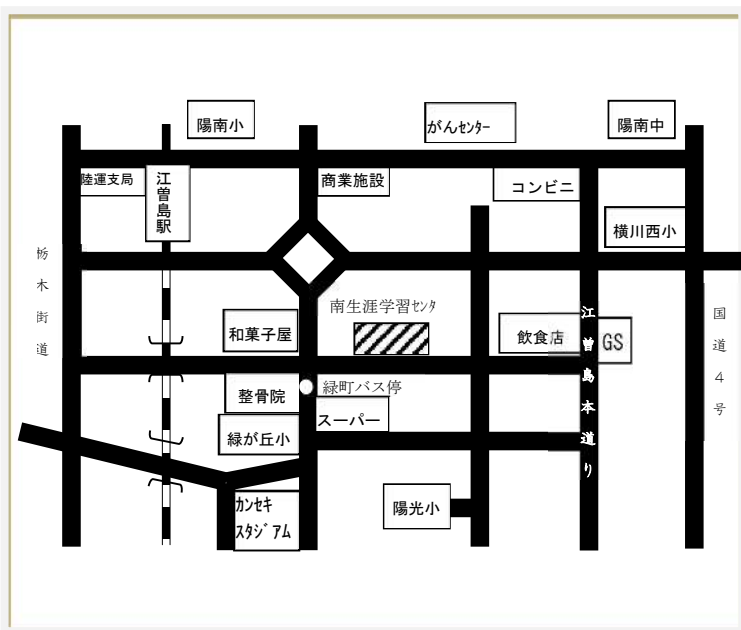 陽南小
がんセンター
陽南中
陸運支局
江曽島駅
商業施設
コンビニ
横川西小
栃木街道
南生涯学習センタ
和菓子屋
飲食店
江曽島本通り
GS
国道4号
整骨院
緑町バス停
スーパー
緑が丘小
カンセキ
スタジアム
陽光小